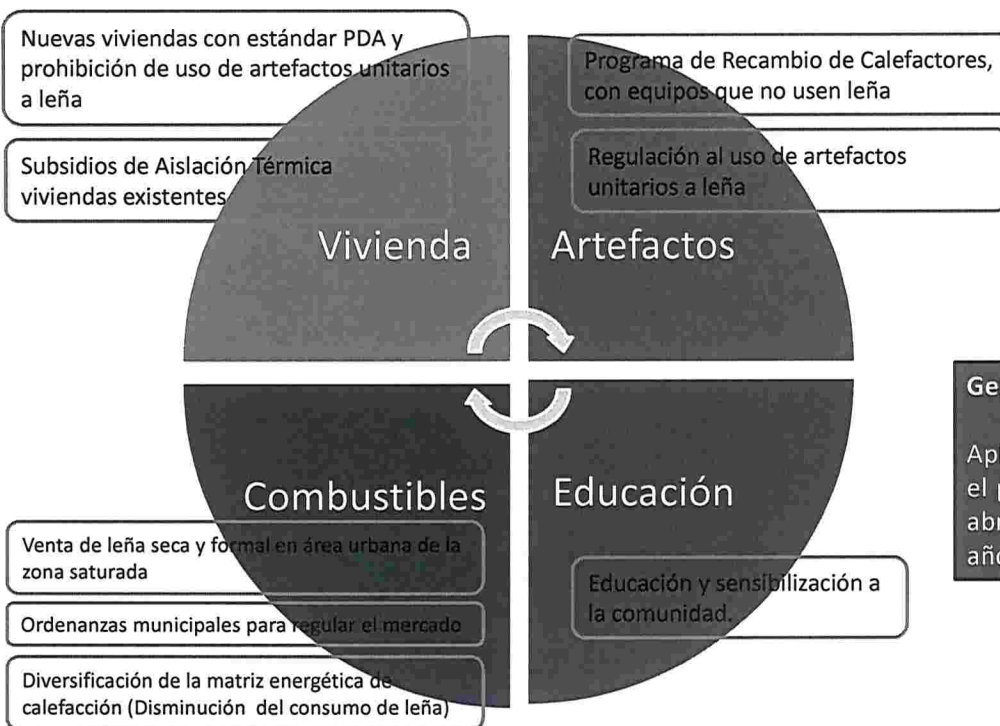 Nuevas viviendas con estándar PDA y
prohibición de uso de artefactos unitarios
a leña
Subsidios de Aislación Térmica
viviendas existentes
Vivienda
Programa de Recambio de Calefactores,
con equipos que no usen leña
Regulación al uso de artefactos
unitarios a leña
Artefactos
Combustibles
Venta de leña seca y formal en área urbana de la
zona saturada
Ordenanzas municipales para regular el mercado
Diversificación de la matriz energética de
calefacción (Disminución del consumo de leña)
Educación
Educación y sensibilización a
la comunidad.
Ge
Ap
el
abr
año